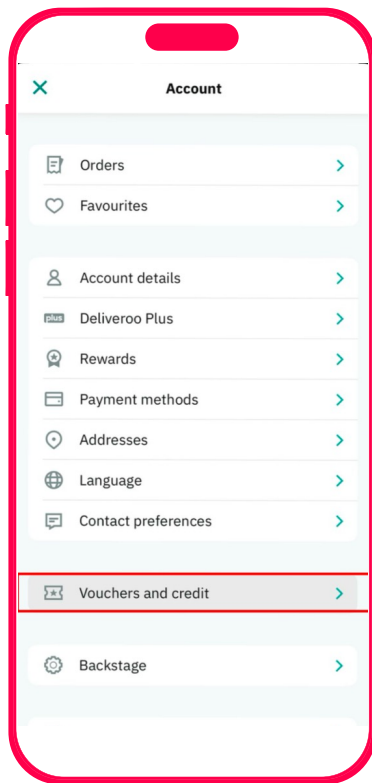 Account
Orders
Favourites
Account details
plus Deliveroo Plus
Rewards
Payment methods
Addresses
Language
Contact preferences
Vouchers and credit
Backstage